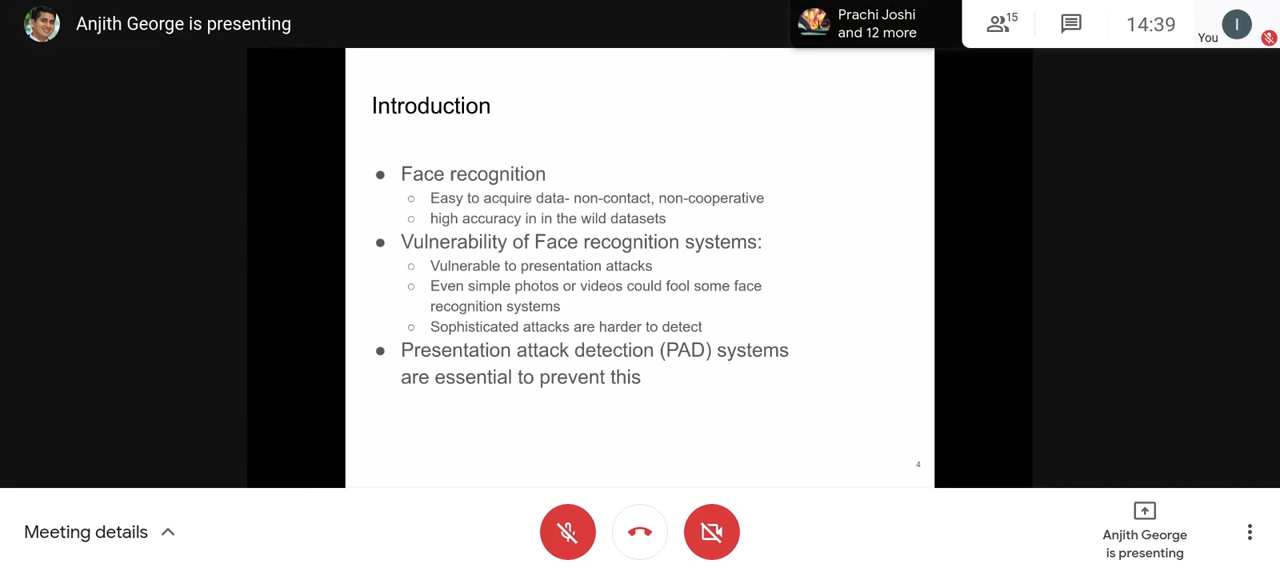 Anjith George is presenting
Prachi Joshi
and 12 more
15
14:39
You
I
Introduction
● Face recognition
○ Easy to acquire data- non-contact, non-cooperative
○ high accuracy in in the wild datasets
● Vulnerability of Face recognition systems:
○ Vulnerable to presentation attacks
○ Even simple photos or videos could fool some face
recognition systems
○ Sophisticated attacks are harder to detect
● Presentation attack detection (PAD) systems
are essential to prevent this
4
Meeting details
Anjith George
is presenting